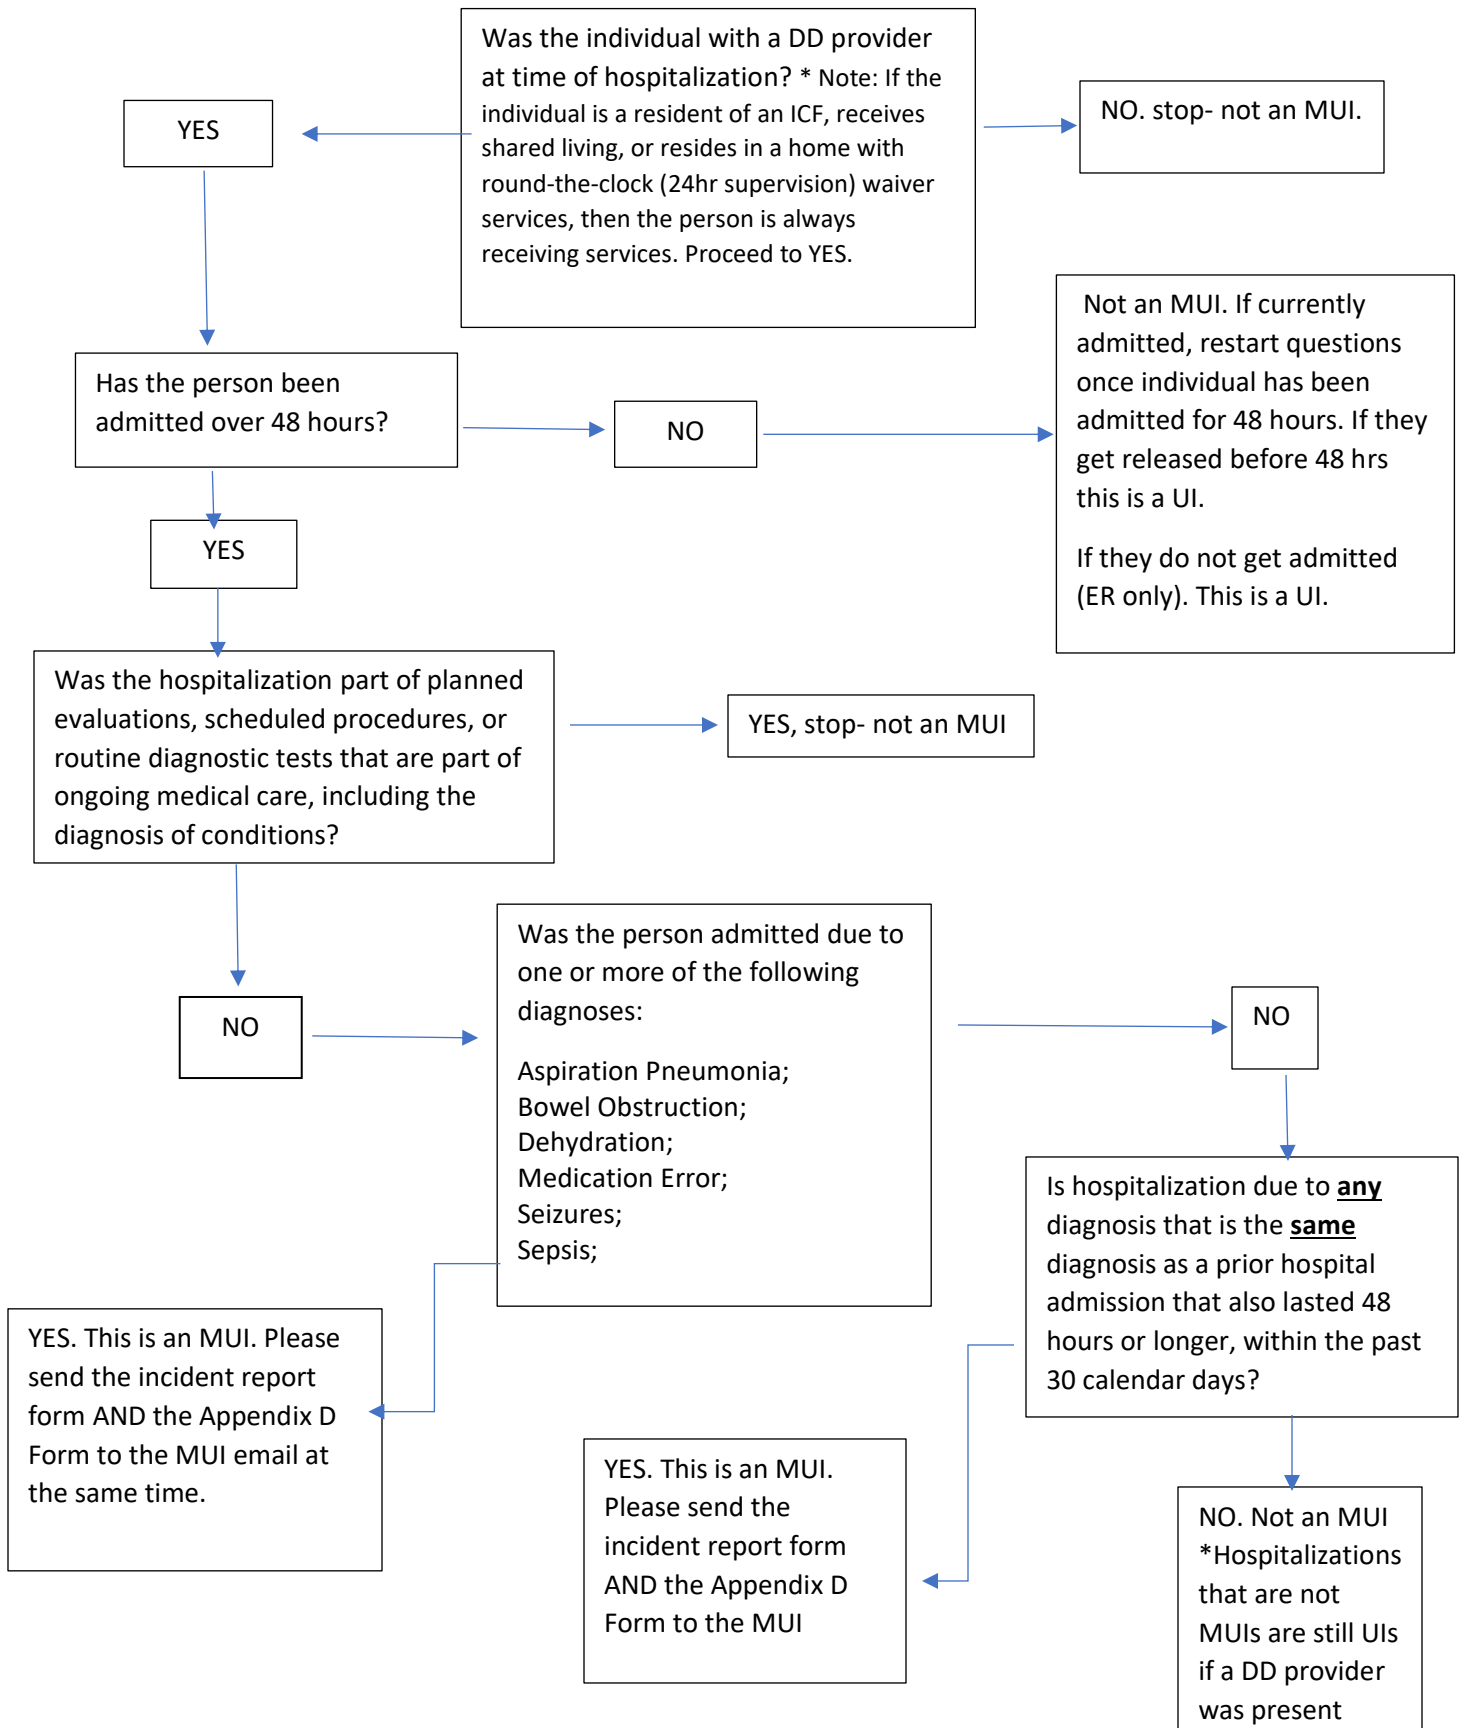 Was the individual with a DD provider
at time of hospitalization? * Note: If the
individual is a resident of an ICF, receives
shared living, or resides in a home with
round-the-clock (24hr supervision) waiver
services, then the person is always
receiving services. Proceed to YES.
YES
NO. stop- not an MUI.
Has the person been
admitted over 48 hours?
NO
Not an MUI. If currently
admitted, restart questions
once individual has been
admitted for 48 hours. If they
get released before 48 hrs
this is a UI.
If they do not get admitted
(ER only). This is a UI.
YES
Was the hospitalization part of planned
evaluations, scheduled procedures, or
routine diagnostic tests that are part of
ongoing medical care, including the
diagnosis of conditions?
YES, stop- not an MUI
NO
Was the person admitted due to
one or more of the following
diagnoses:
Aspiration Pneumonia;
Bowel Obstruction;
Dehydration;
Medication Error;
Seizures;
Sepsis;
NO
Is hospitalization due to any
diagnosis that is the same
diagnosis as a prior hospital
admission that also lasted 48
hours or longer, within the past
30 calendar days?
YES. This is an MUI. Please
send the incident report
form AND the Appendix D
Form to the MUI email at
the same time.
YES. This is an MUI.
Please send the
incident report form
AND the Appendix D
Form to the MUI
NO. Not an MUI
*Hospitalizations
that are not
MUIs are still UIs
if a DD provider
was present